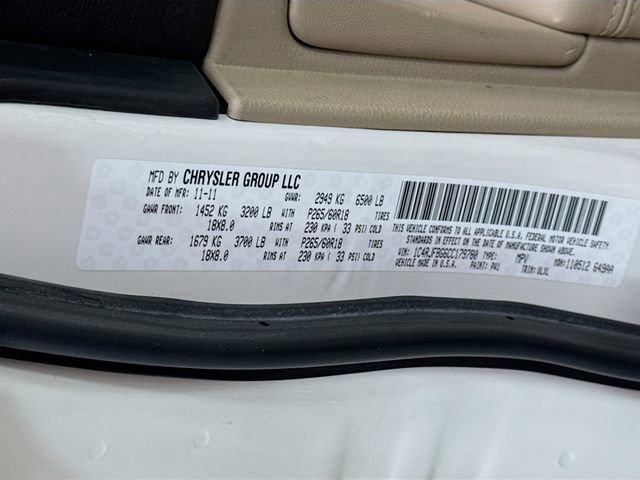 MFD BY CHRYSLER GROUP LLC
DATE OF MFR: 11-11 GVWR: 2949 KG 6500 LB
GAWR FRONT: 1452 KG 3200 LB WITH P265/60R18 TIRES
18X8.0 RIMS AT 230 KPA ( 33 PSI) COLD
GAWR REAR: 1679 KG 3700 LB WITH P265/60R18 TIRES
18X8.0 RIMS AT 230 KPA ( 33 PSI) COLD
THIS VEHICLE CONFORMS TO ALL APPLICABLE U.S.A. FEDERAL MOTOR VEHICLE SAFETY
STANDARDS IN EFFECT ON THE DATE OF MANUFACTURE SHOWN ABOVE.
VIN: TYPE: MPV MDH: 110512
VEHICLE MADE IN U.S.A. PAINT: PW1 TRIM: